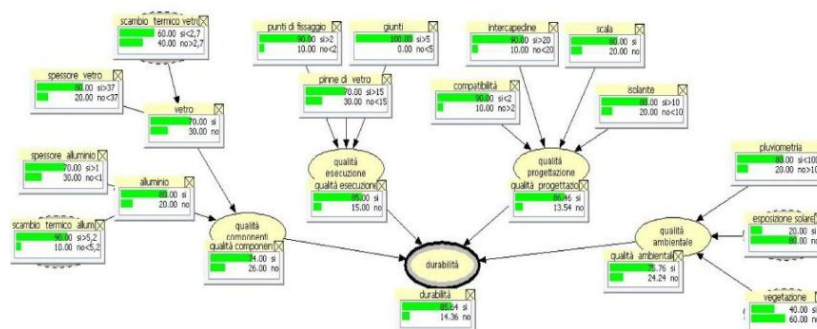 scambio termico vetro
60.00 si<2,7
40.00 no>2,7
spessore vetro
80.00 si>37
20.00 no<37
vetro
70.00 si
30.00 no
spessore alluminio
70.00 si>1
30.00 no<1
alluminio
80.00 si
20.00 no
scambio termico allum
90.00 si>5,2
10.00 no<5,2
qualità
componenti
qualità componen
74.00 si
26.00 no
punti di fissaggio
90.00 si>2
10.00 no<2
giunti
100.00 si>5
0.00 no<5
pinne di vetro
70.00 si>15
30.00 no<15
qualità
esecuzione
qualità esecuzione
85.00 si
15.00 no
intercapedine
90.00 si>20
10.00 no<20
scala
80.00 si
20.00 no
compatibilità
90.00 si<2
10.00 no>2
isolante
80.00 si>10
20.00 no<10
qualità
progettazione
qualità progettazio
86.46 si
13.54 no
durabilità
durabilità
85.64 si
14.36 no
pluviometria
80.00 si<100
20.00 no>10
esposizione solare
20.00 si
80.00 no
qualità
ambientale
qualità ambiental
75.76 si
24.24 no
vegetazione
40.00 si
60.00 no